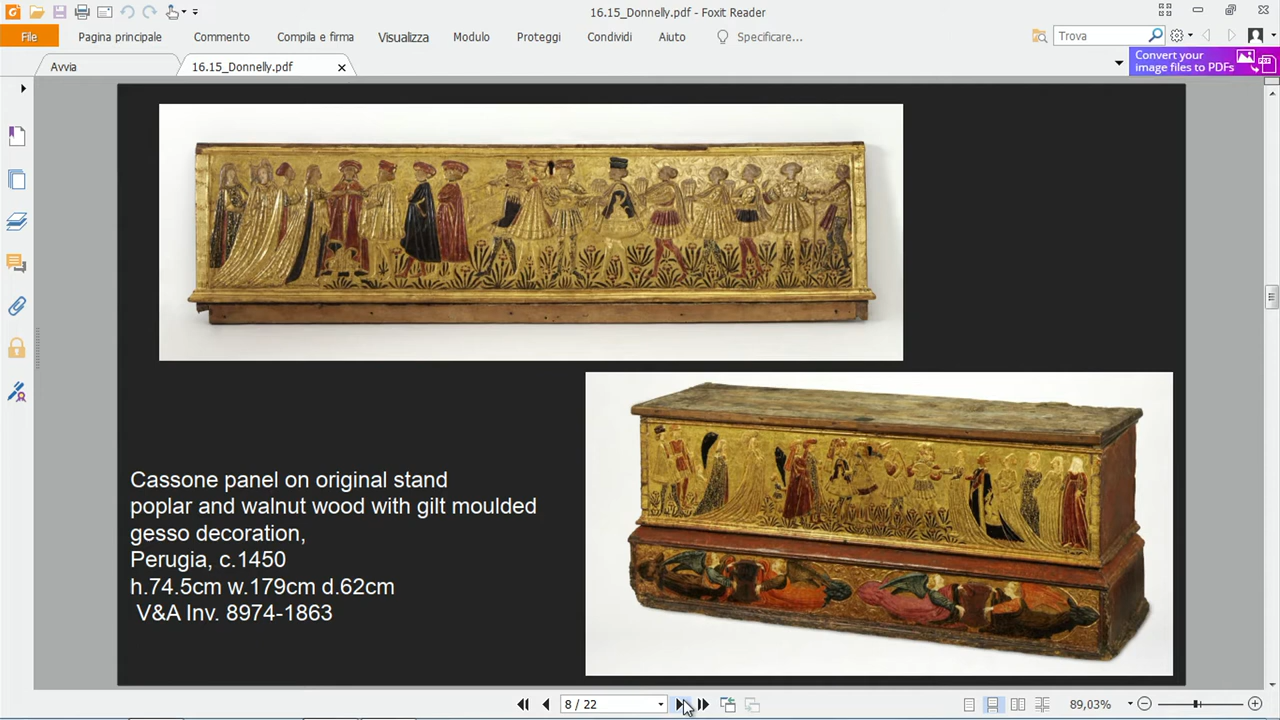 16.15_Donnelly.pdf - Foxit Reader
File
Pagina principale
Commento
Compila e firma
Visualizza
Modulo
Proteggi
Condividi
Aiuto
Specificare...
Trova
Avvia
16.15_Donnelly.pdf
Convert your
image files to PDFs
Cassone panel on original stand
poplar and walnut wood with gilt moulded
gesso decoration,
Perugia, c.1450
h.74.5cm w.179cm d.62cm
V&A Inv. 8974-1863
8 / 22
89,03%